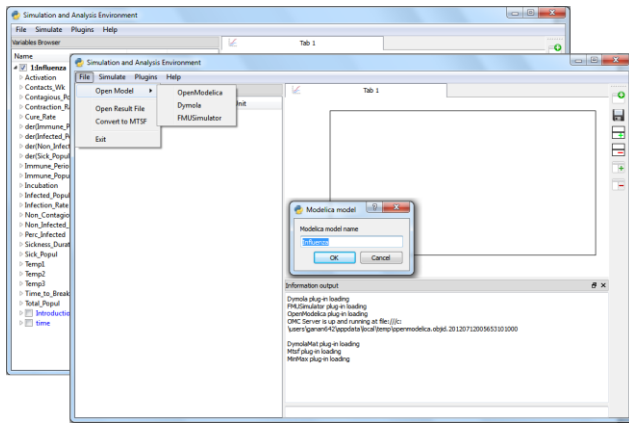 Simulation and Analysis Environment
File Simulate Plugins Help
Variables Browser
Tab 1
Name
1:Influenza
Activation
Contacts_Wk
Contagious_Po
Contraction_Ra
Cure_Rate
der(Immune_P
der(Infected_P
der(Non_Infect
der(Sick_Popul
Immune_Perio
Immune_Popu
Incubation
Infected_Popul
Infection_Rate
Non_Contagio
Non_Infected_
Perc_Infected
Sickness_Durat
Sick_Popul
Temp1
Temp2
Temp3
Time_to_Break
Total_Popul
Introductio
time
Simulation and Analysis Environment
File Simulate Plugins Help
Open Model
Open Result File
Convert to MTSF
Exit
OpenModelica
Dymola
FMUSimulator
Unit
Tab 1
Modelica model
Modelica model name
Influenza
OK Cancel
Information output
Dymola plug-in loading
FMUSimulator plug-in loading
OpenModelica plug-in loading
OMC Server is up and running at file:///c:
\users\ganan642\appdata\local\temp\openmodelica.objid.20120712005653101000
DymolaMat plug-in loading
Mtsf plug-in loading
MinMax plug-in loading